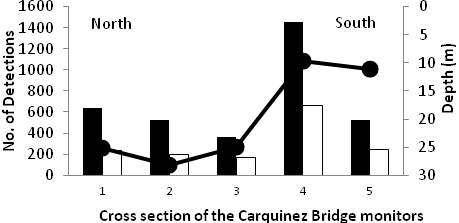 1600
1400
1200
1000
800
600
400
200
0
No. of Detections
North
South
0
5
10
15
20
25
30
Depth (m)
1 2 3 4 5
Cross section of the Carquinez Bridge monitors